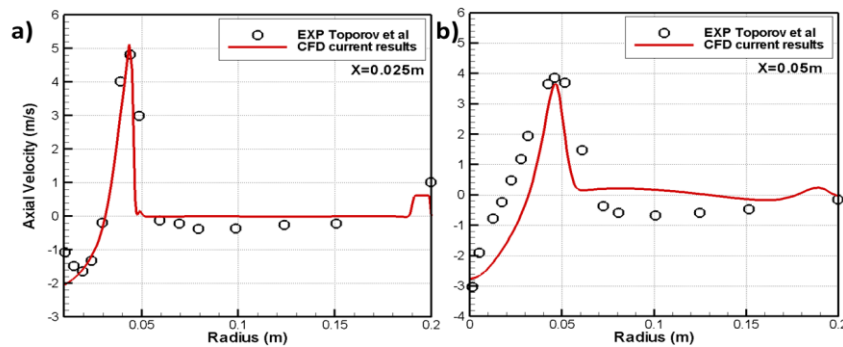 a)
EXP Toporov et al
CFD current results
X=0.025m
Axial Velocity (m/s)
6
5
4
3
2
1
0
-1
-2
-3
0.05
0.1
0.15
0.2
Radius (m)
b)
EXP Toporov et al
CFD current results
X=0.05m
6
5
4
3
2
1
0
-1
-2
-3
-4
0
0.05
0.1
0.15
0.2
Radius (m)